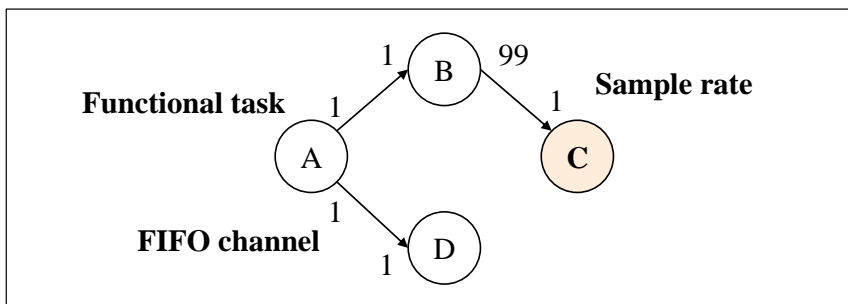 1
B
99
Sample rate
Functional task
1
1
A
C
1
FIFO channel
D
1